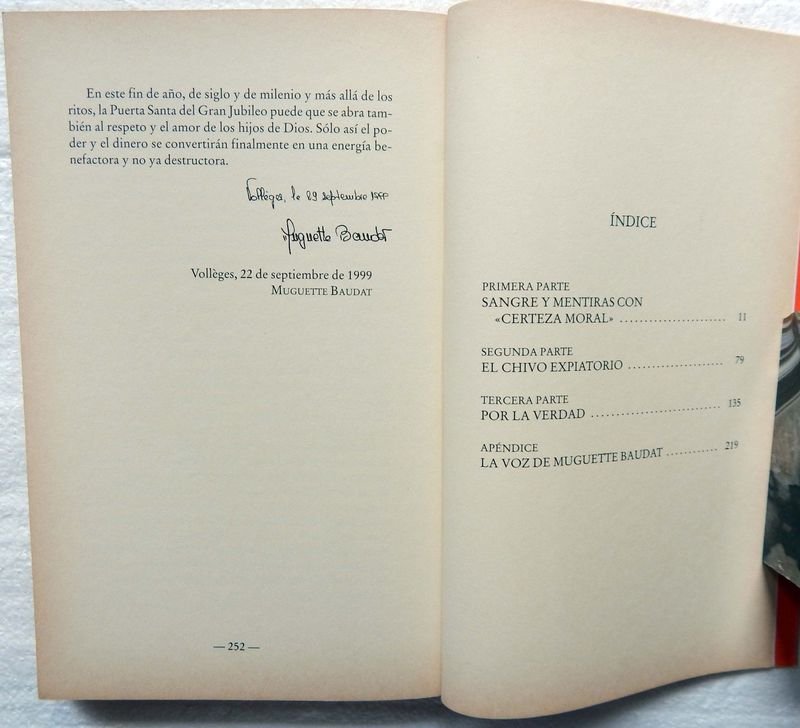 En este fin de año, de siglo y de milenio y más allá de los
ritos, la Puerta Santa del Gran Jubileo puede que se abra tam-
bién al respeto y el amor de los hijos de Dios. Sólo así el po-
der y el dinero se convertirán finalmente en una energía be-
nefactora y no ya destructora.
Vollèges, le septembre
Muguette Baudat
Vollèges, 22 de septiembre de 1999
MUGUETTE BAUDAT
— 252 —
ÍNDICE
PRIMERA PARTE
SANGRE Y MENTIRAS CON
«CERTEZA MORAL» ........................ 11
SEGUNDA PARTE
EL CHIVO EXPIATORIO ..................... 79
TERCERA PARTE
POR LA VERDAD ............................ 135
APÉNDICE
LA VOZ DE MUGUETTE BAUDAT ........... 219